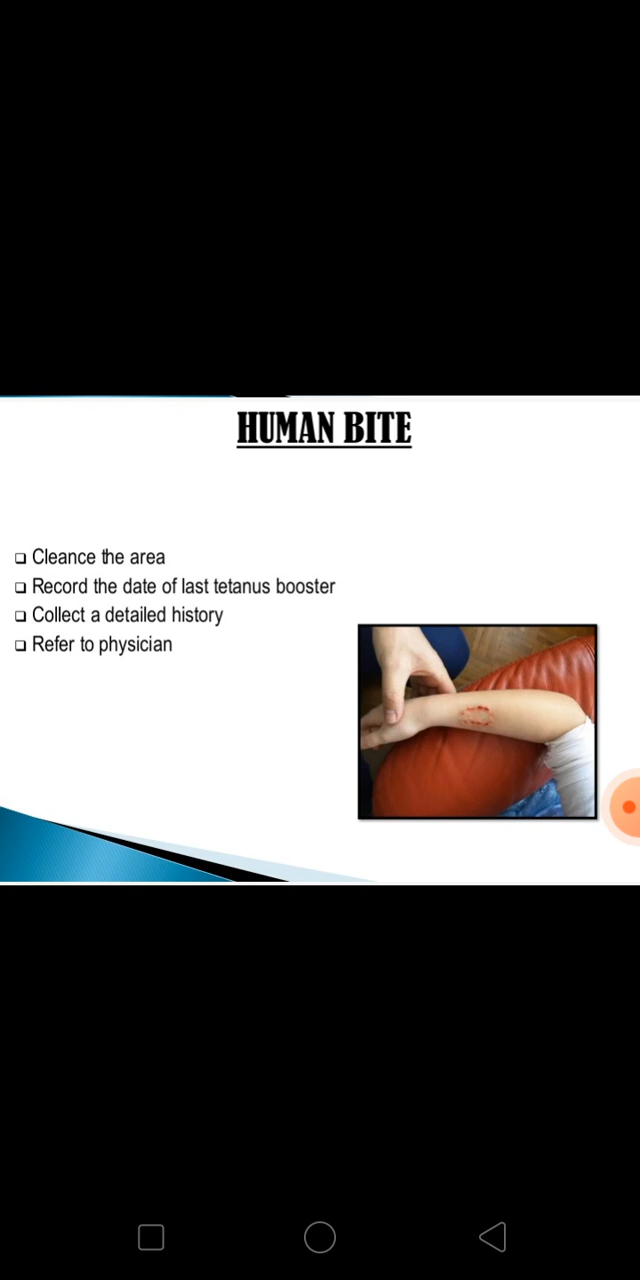 HUMAN BITE
Cleance the area
Record the date of last tetanus booster
Collect a detailed history
Refer to physician